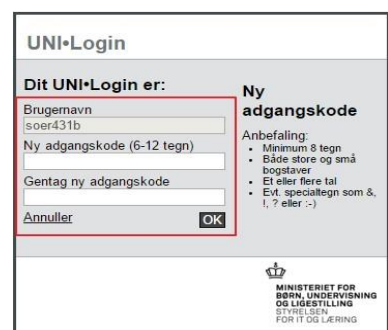 UNI•Login
Dit UNI•Login er:
Brugernavn
soer431b
Ny adgangskode (6-12 tegn)
Gentag ny adgangskode
Annuller
OK
Ny
adgangskode
Anbefaling:
• Minimum 8 tegn
• Både store og små
bogstaver
• Et eller flere tal
• Evt. specialtegn som &,
!, ? eller :-)
MINISTERIET FOR
BØRN, UNDERVISNING
OG LIGESTILLING
STYRELSEN
FOR IT OG LÆRING